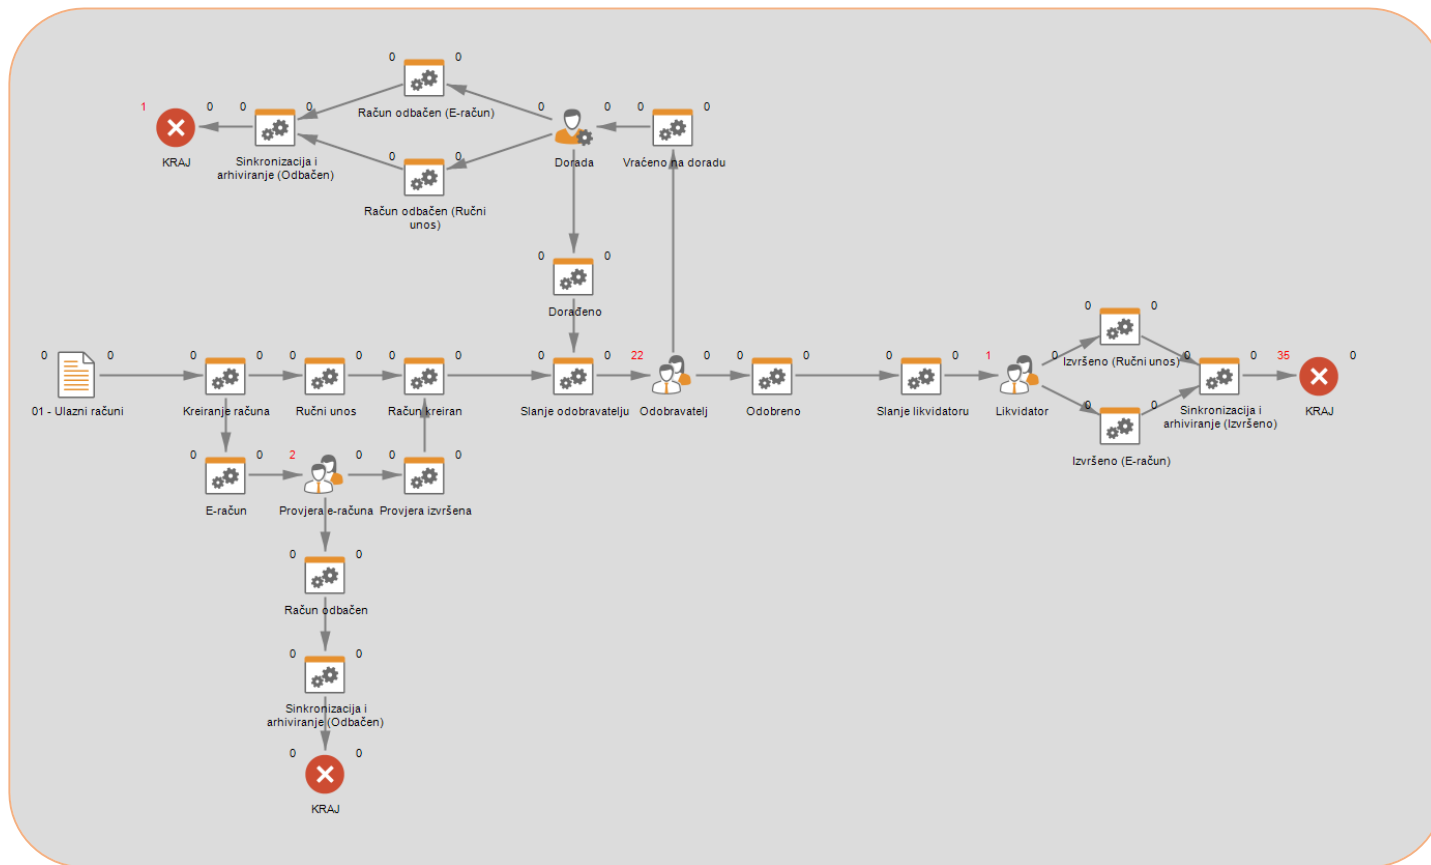 0 0
0 0
Račun odbačen (E-račun)
1 0
0 0
0 0
0 0
KRAJ
Sinkronizacija i
arhiviranje (Odbačen)
Dorada
Vraćeno na doradu
0 0
Račun odbačen (Ručni
unos)
0 0
Dorađeno
0 0
0 0
0 0
0 0
0 0
22 0
0 0
0 0
1 0
0 0
Izvršeno (Ručni unos)
0 0
35 0
01 - Ulazni računi
Kreiranje računa
Ručni unos
Račun kreiran
Slanje odobravatelju
Odobravatelj
Odobreno
Slanje likvidatoru
Likvidator
0 0
Sinkronizacija i
arhiviranje (Izvršeno)
KRAJ
0 0
2 0
0 0
Izvršeno (E-račun)
E-račun
Provjera e-računa
Provjera izvršena
0 0
Račun odbačen
0 0
Sinkronizacija i
arhiviranje (Odbačen)
0 0
KRAJ